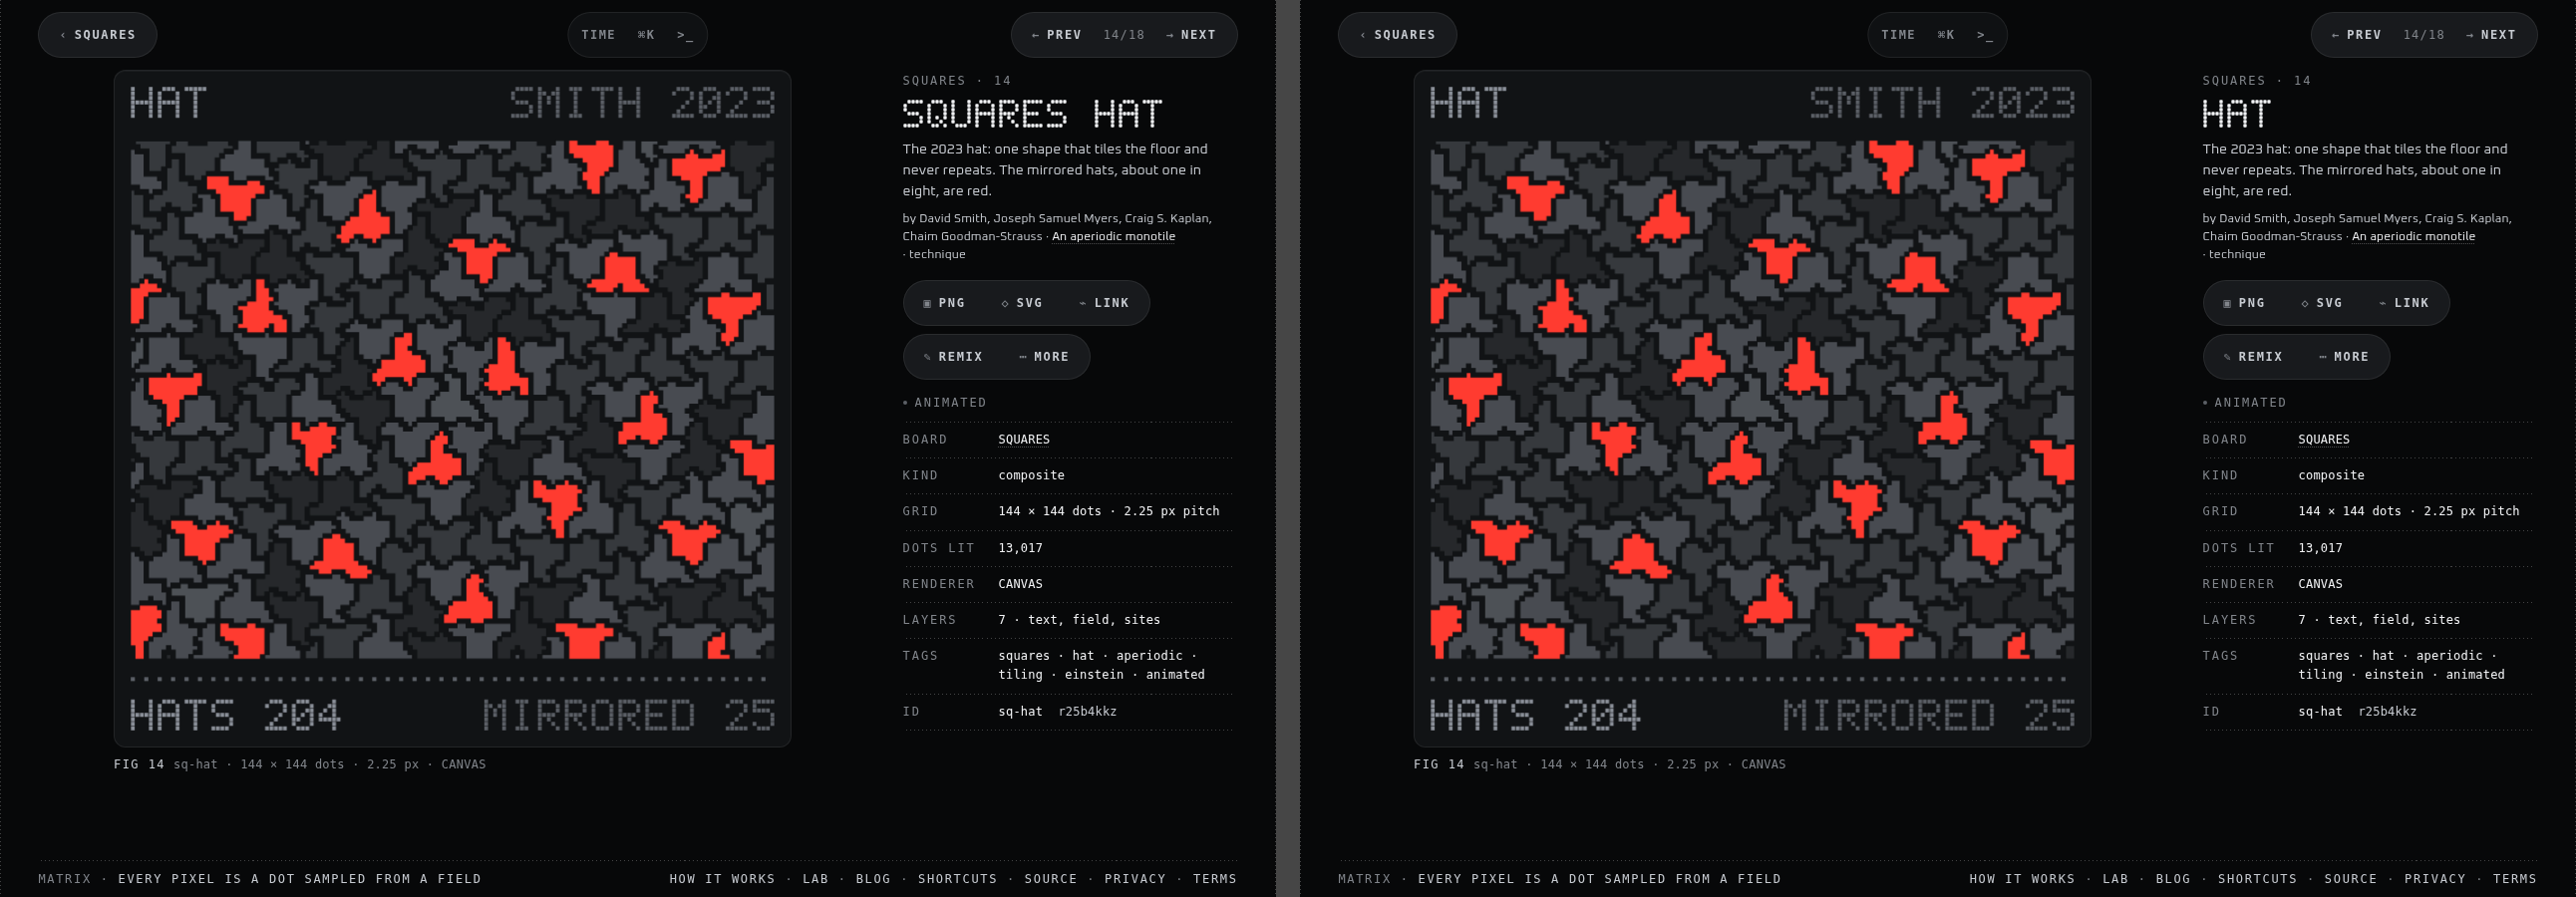 ‹ SQUARES
TIME ⌘K >_
← PREV 14/18 → NEXT
HAT SMITH 2023
HATS 204 MIRRORED 25
FIG 14 sq-hat · 144 × 144 dots · 2.25 px · CANVAS
SQUARES · 14
SQUARES HAT
The 2023 hat: one shape that tiles the floor and
never repeats. The mirrored hats, about one in
eight, are red.
by David Smith, Joseph Samuel Myers, Craig S. Kaplan,
Chaim Goodman-Strauss · An aperiodic monotile
· technique
▣ PNG ◇ SVG ⌁ LINK
✎ REMIX ⋯ MORE
• ANIMATED
BOARD SQUARES
KIND composite
GRID 144 × 144 dots · 2.25 px pitch
DOTS LIT 13,017
RENDERER CANVAS
LAYERS 7 · text, field, sites
TAGS squares · hat · aperiodic ·
tiling · einstein · animated
ID sq-hat r25b4kkz
MATRIX · EVERY PIXEL IS A DOT SAMPLED FROM A FIELD
HOW IT WORKS · LAB · BLOG · SHORTCUTS · SOURCE · PRIVACY · TERMS
‹ SQUARES
TIME ⌘K >_
← PREV 14/18 → NEXT
HAT SMITH 2023
HATS 204 MIRRORED 25
FIG 14 sq-hat · 144 × 144 dots · 2.25 px · CANVAS
SQUARES · 14
HAT
The 2023 hat: one shape that tiles the floor and
never repeats. The mirrored hats, about one in
eight, are red.
by David Smith, Joseph Samuel Myers, Craig S. Kaplan,
Chaim Goodman-Strauss · An aperiodic monotile
· technique
▣ PNG ◇ SVG ⌁ LINK
✎ REMIX ⋯ MORE
• ANIMATED
BOARD SQUARES
KIND composite
GRID 144 × 144 dots · 2.25 px pitch
DOTS LIT 13,017
RENDERER CANVAS
LAYERS 7 · text, field, sites
TAGS squares · hat · aperiodic ·
tiling · einstein · animated
ID sq-hat r25b4kkz
MATRIX · EVERY PIXEL IS A DOT SAMPLED FROM A FIELD
HOW IT WORKS · LAB · BLOG · SHORTCUTS · SOURCE · PRIVACY · TERMS